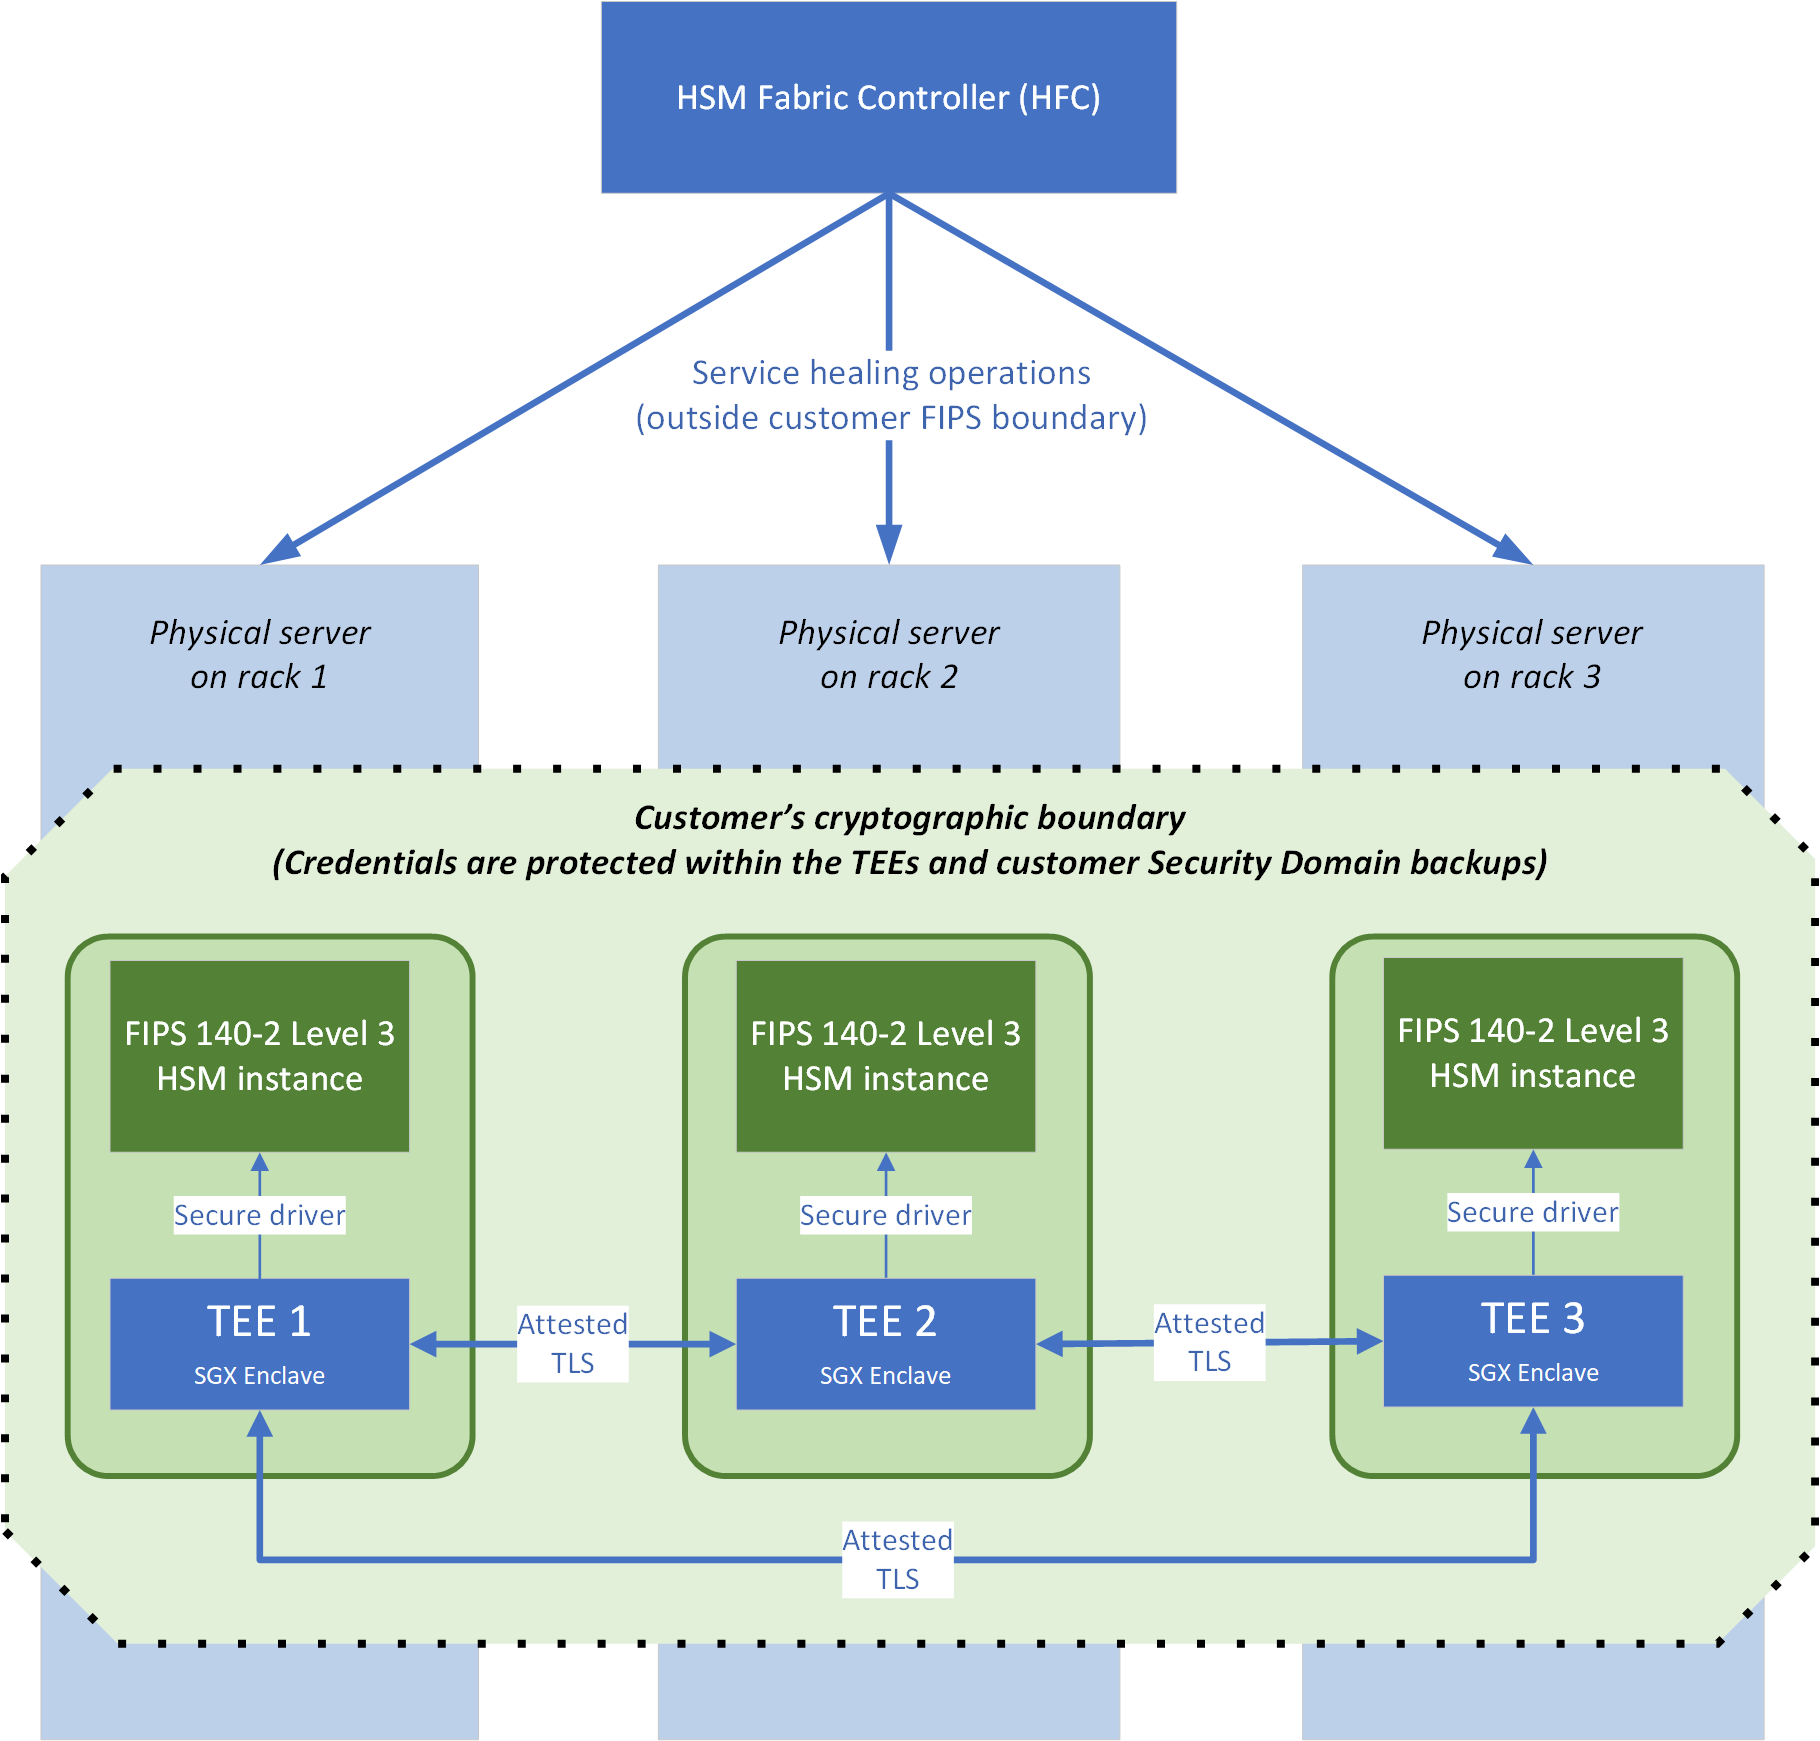 HSM Fabric Controller (HFC)
Service healing operations
(outside customer FIPS boundary)
Physical server
on rack 1
Physical server
on rack 2
Physical server
on rack 3
Customer’s cryptographic boundary
(Credentials are protected within the TEEs and customer Security Domain backups)
FIPS 140-2 Level 3
HSM instance
FIPS 140-2 Level 3
HSM instance
FIPS 140-2 Level 3
HSM instance
Secure driver
Secure driver
Secure driver
TEE 1
SGX Enclave
Attested
TLS
TEE 2
SGX Enclave
Attested
TLS
TEE 3
SGX Enclave
Attested
TLS